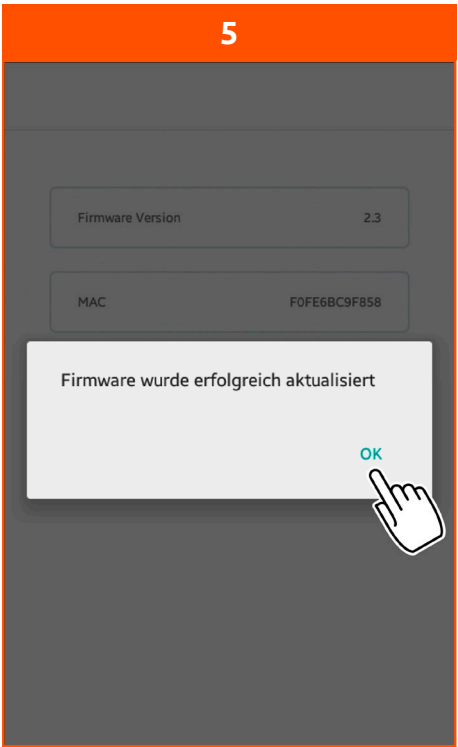 5
Firmware Version 2.3
MAC F0FE6BC9F858
Firmware wurde erfolgreich aktualisiert
OK